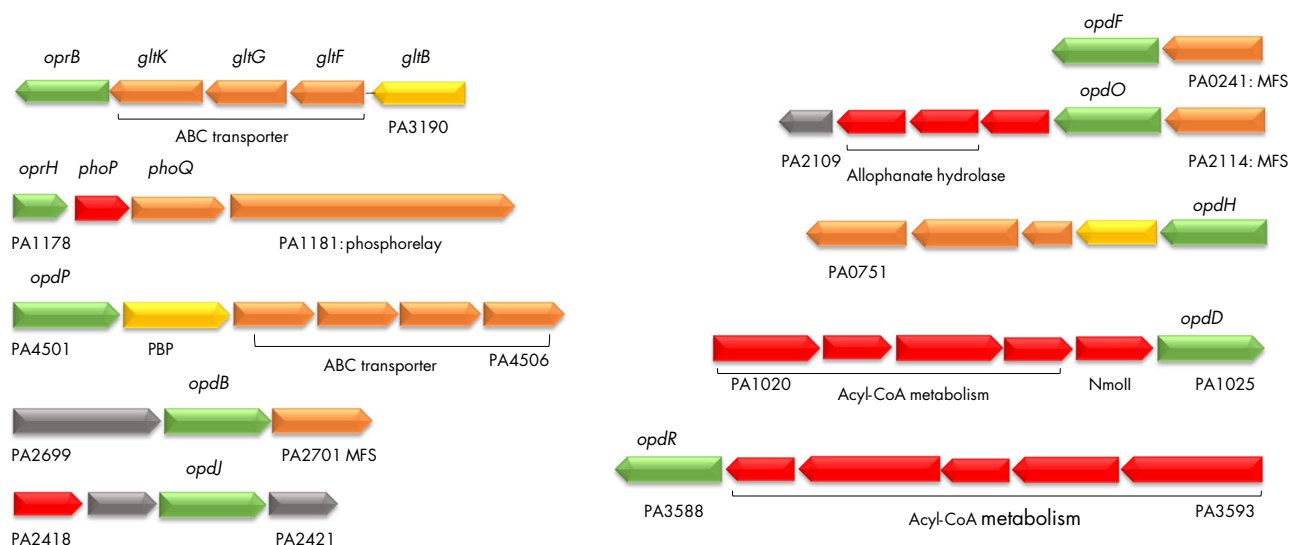 oprB gltK gltG gltF gltB
ABC transporter
PA3190
oprH phoP phoQ
PA1178
PA1181: phosphorelay
opdP
PA4501
PBP
ABC transporter
PA4506
opdB
PA2699
PA2701 MFS
opdJ
PA2418
PA2421
opdF
PA0241: MFS
opdO
PA2109
Allophanate hydrolase
PA2114: MFS
opdH
PA0751
opdD
PA1020
Acyl-CoA metabolism
NmoII
PA1025
opdR
PA3588
Acyl-CoA metabolism
PA3593